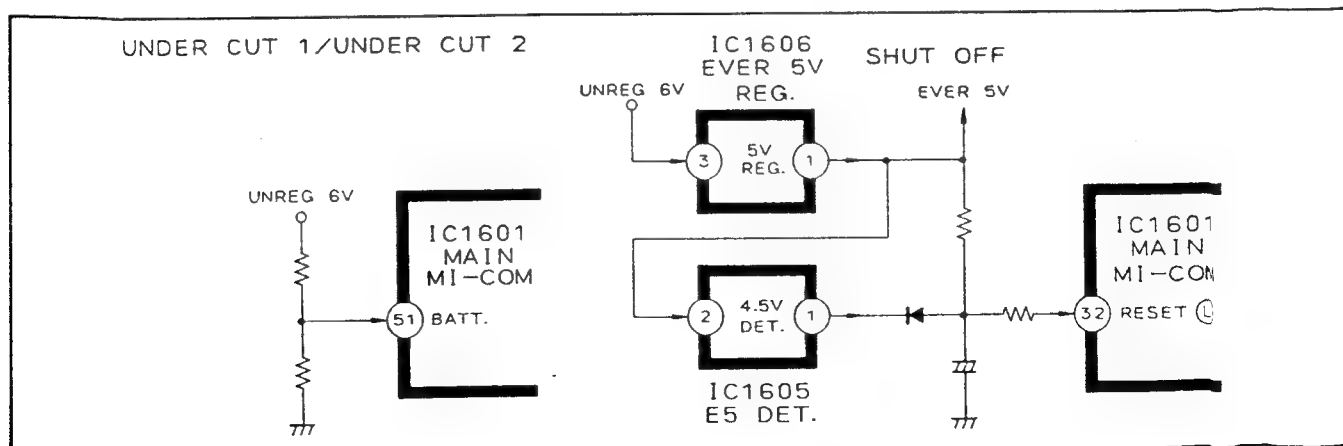 UNDER CUT 1/UNDER CUT 2
UNREG 6V
IC1601
MAIN
MI-COM
51 BATT.
IC1606
EVER 5V
REG.
UNREG 6V
3
5V
REG.
1
SHUT OFF
EVER 5V
2
4.5V
DET.
1
IC1605
E5 DET.
IC1601
MAIN
MI-COM
32 RESET L